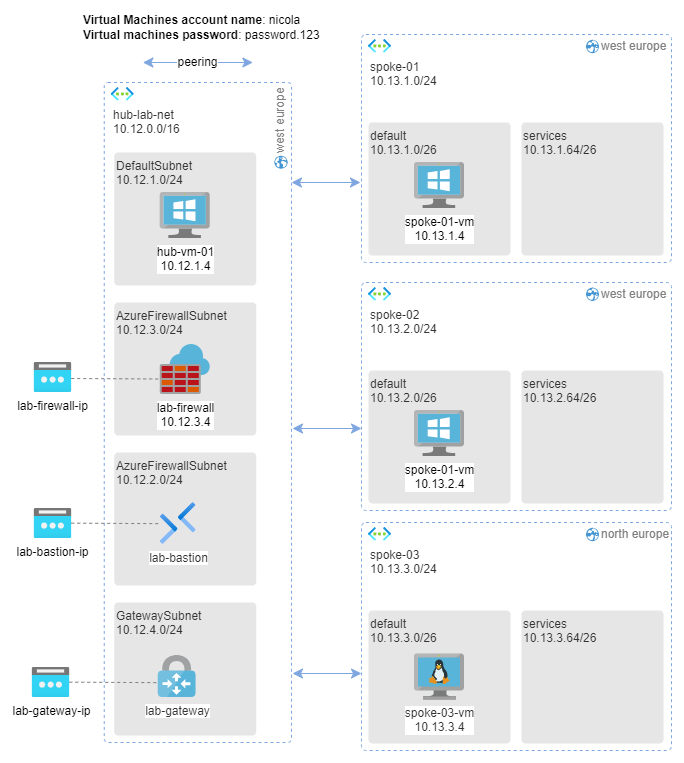 Virtual Machines account name: nicola
Virtual machines password: password.123
peering
hub-lab-net
10.12.0.0/16
west europe
DefaultSubnet
10.12.1.0/24
hub-vm-01
10.12.1.4
AzureFirewallSubnet
10.12.3.0/24
lab-firewall
10.12.3.4
lab-firewall-ip
AzureFirewallSubnet
10.12.2.0/24
lab-bastion
lab-bastion-ip
GatewaySubnet
10.12.4.0/24
lab-gateway
lab-gateway-ip
west europe
spoke-01
10.13.1.0/24
default
10.13.1.0/26
spoke-01-vm
10.13.1.4
services
10.13.1.64/26
west europe
spoke-02
10.13.2.0/24
default
10.13.2.0/26
spoke-01-vm
10.13.2.4
services
10.13.2.64/26
north europe
spoke-03
10.13.3.0/24
default
10.13.3.0/26
spoke-03-vm
10.13.3.4
services
10.13.3.64/26